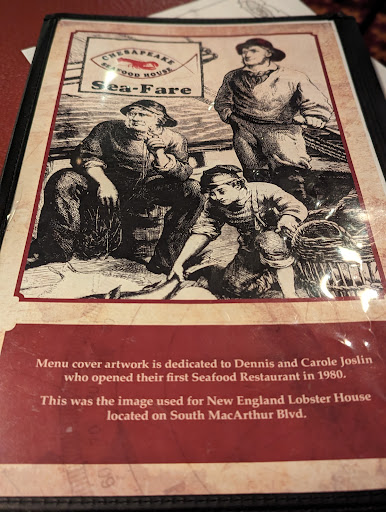 CHESAPEAKE
SEAFOOD HOUSE
Sea-Fare
Menu cover artwork is dedicated to Dennis and Carole Joslin
who opened their first Seafood Restaurant in 1980.
This was the image used for New England Lobster House
located on South MacArthur Blvd.